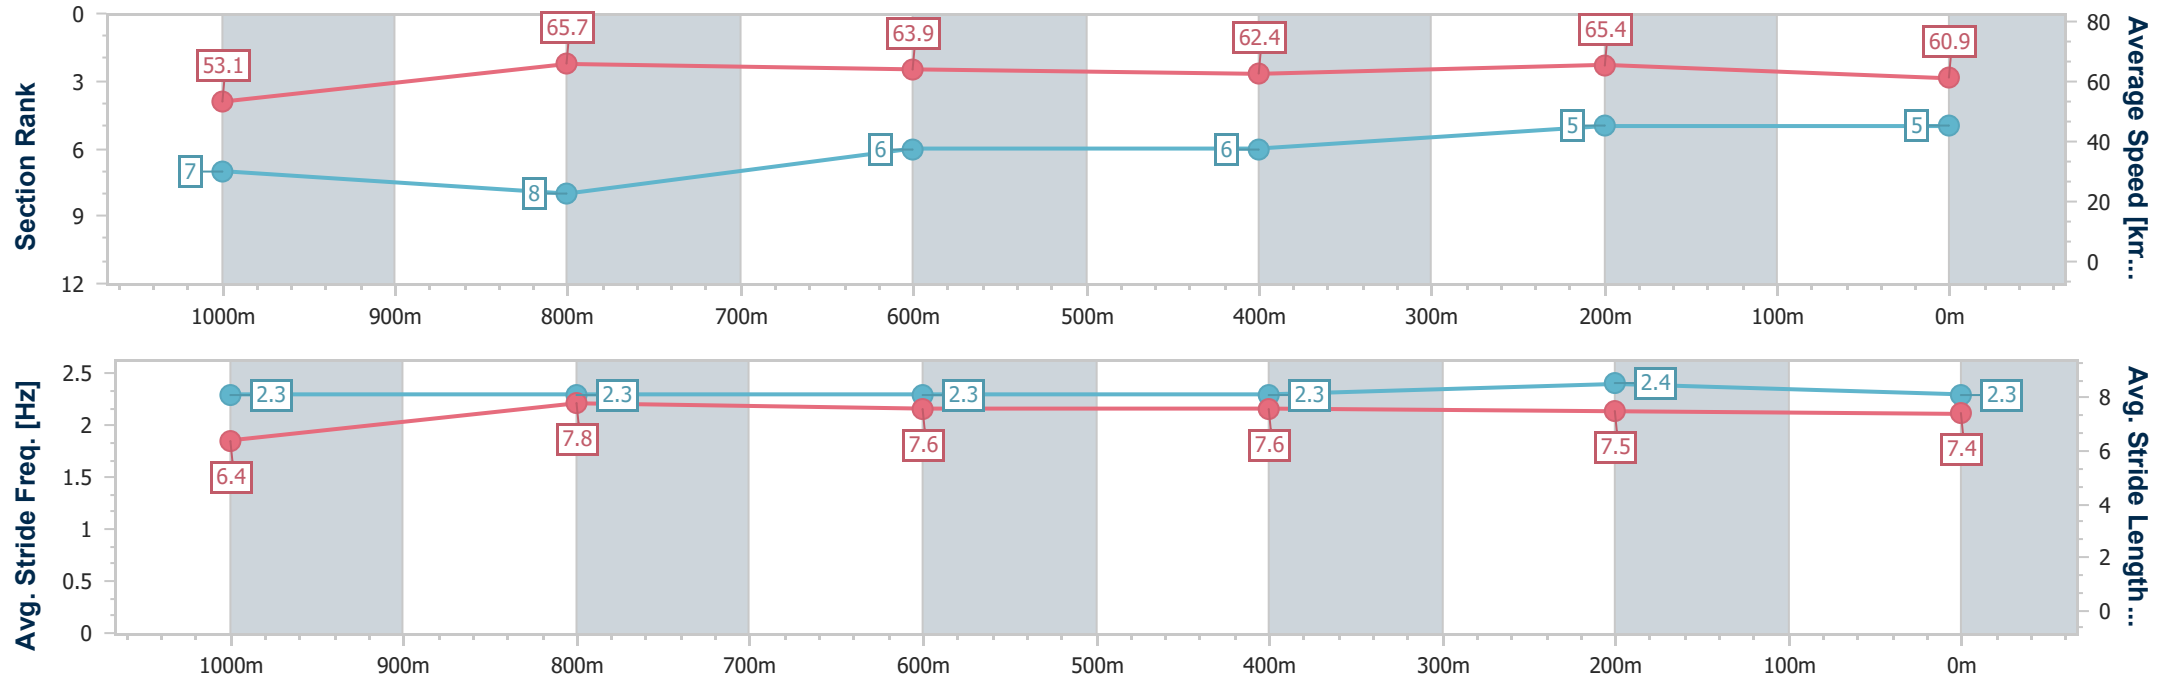 Section Rank
0
3
6
9
12
53.1
65.7
63.9
62.4
65.4
60.9
7
8
6
6
5
5
80
60
40
20
0
Average Speed [km...
1000m
900m
800m
700m
600m
500m
400m
300m
200m
100m
0m
Avg. Stride Freq. [Hz]
2.5
2
1.5
1
0.5
0
2.3
2.3
2.3
2.3
2.4
2.3
6.4
7.8
7.6
7.6
7.5
7.4
8
6
4
2
0
Avg. Stride Length ...
1000m
900m
800m
700m
600m
500m
400m
300m
200m
100m
0m